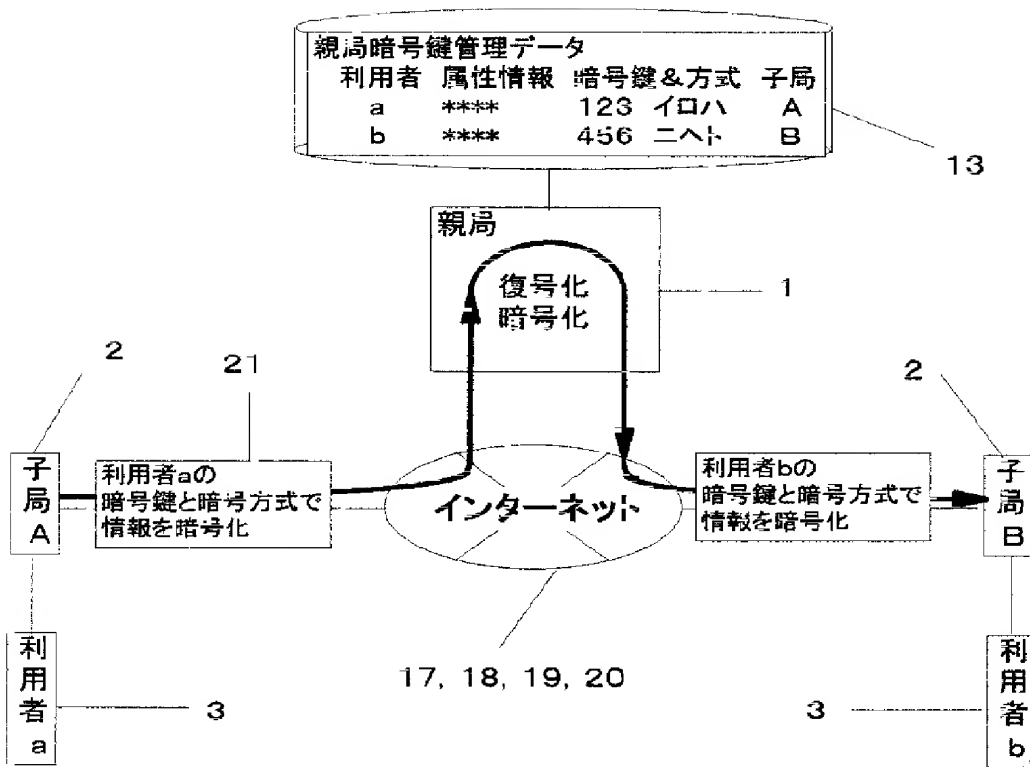 親局暗号鍵管理データ
利用者 属性情報 暗号鍵&方式 子局
a **** 123 イロハ A
b **** 456 ニヘト B
13
親局
復号化
暗号化
1
2
21
2
子局A
利用者aの
暗号鍵と暗号方式で
情報を暗号化
インターネット
利用者bの
暗号鍵と暗号方式で
情報を暗号化
子局B
17, 18, 19, 20
利用者a
3
3
利用者b